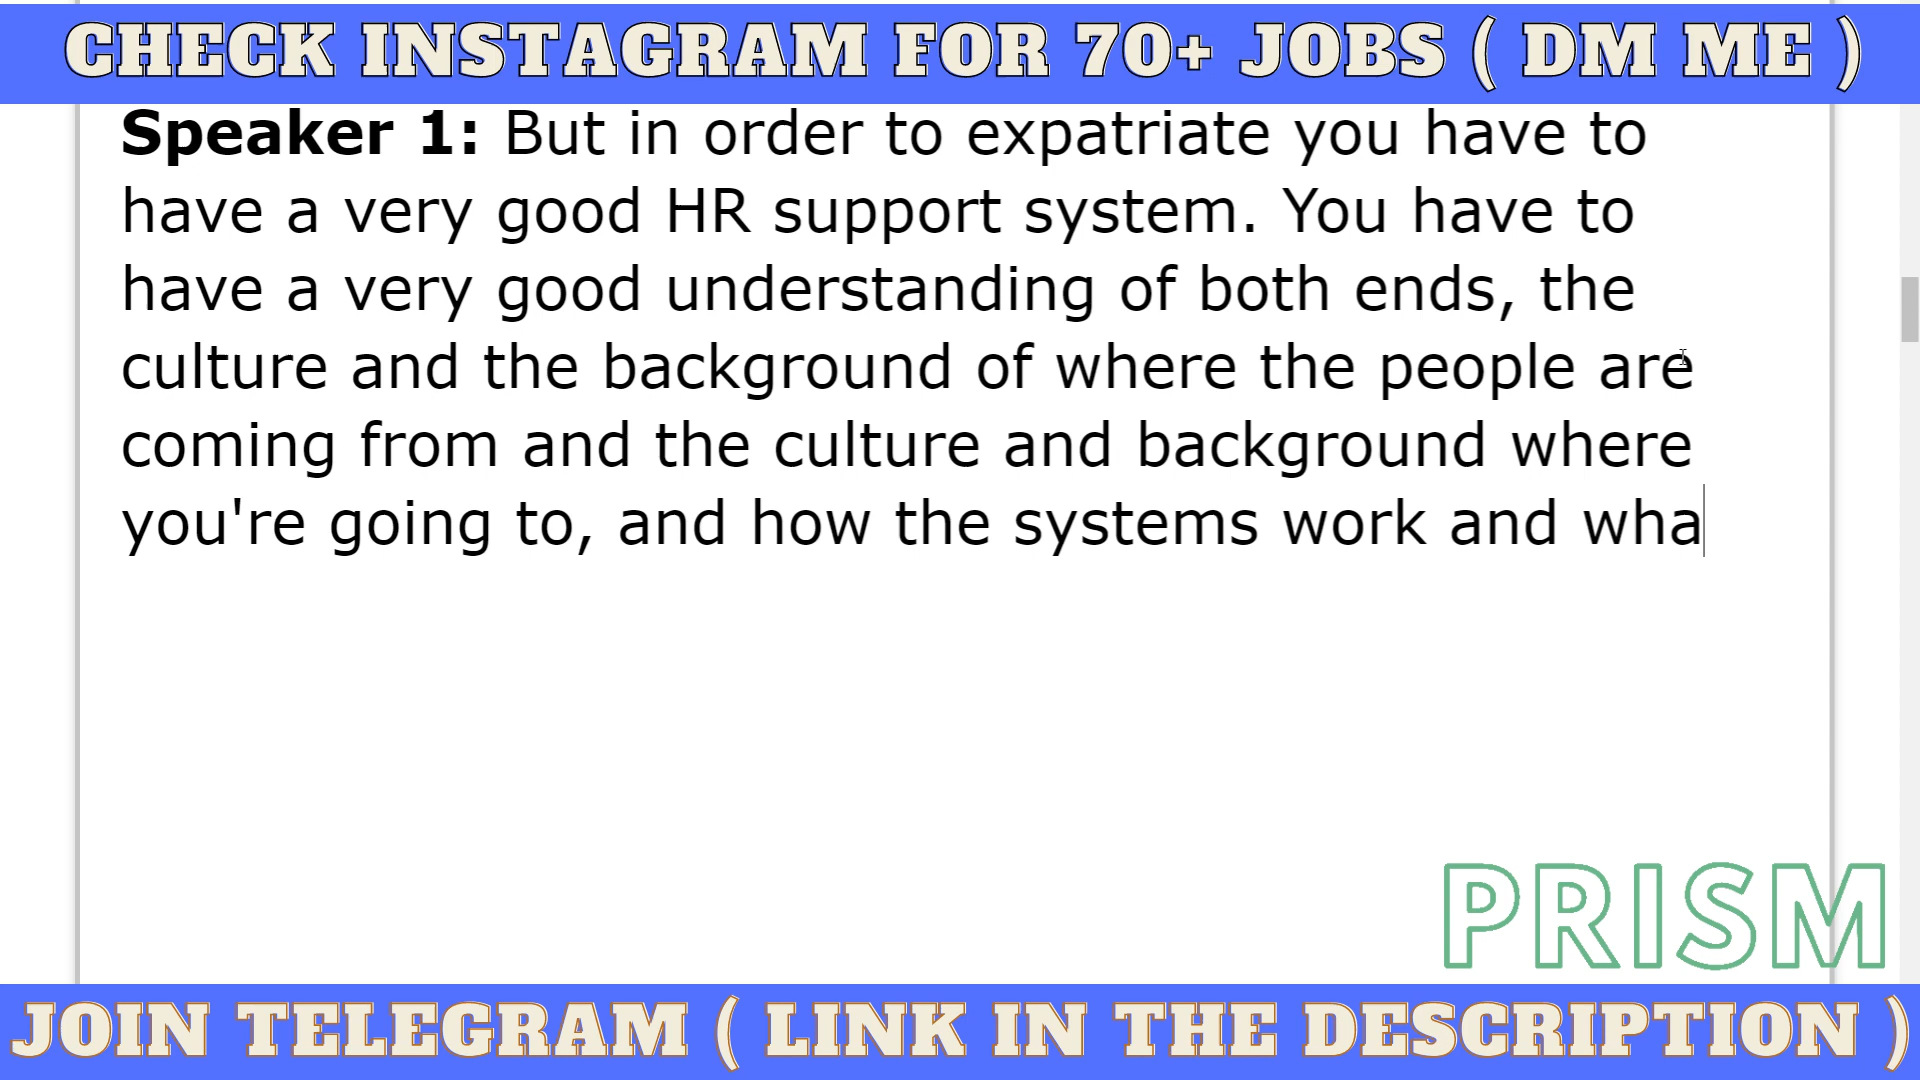 CHECK INSTAGRAM FOR 70+ JOBS ( DM ME )
Speaker 1: But in order to expatriate you have to
have a very good HR support system. You have to
have a very good understanding of both ends, the
culture and the background of where the people are
coming from and the culture and background where
you're going to, and how the systems work and wha
PRISM
JOIN TELEGRAM ( LINK IN THE DESCRIPTION )